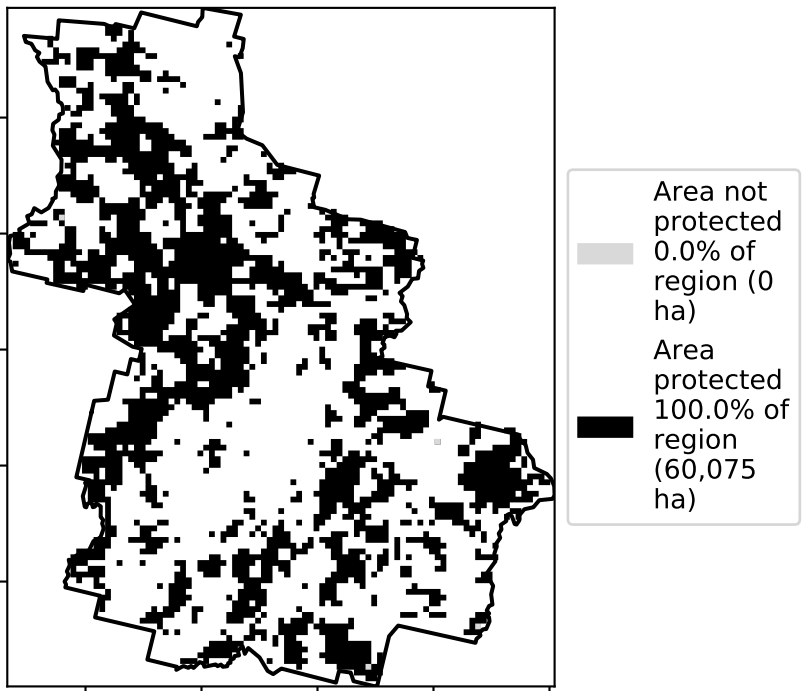 Area not
protected
0.0% of
region (0
ha)
Area
protected
100.0% of
region
(60,075
ha)